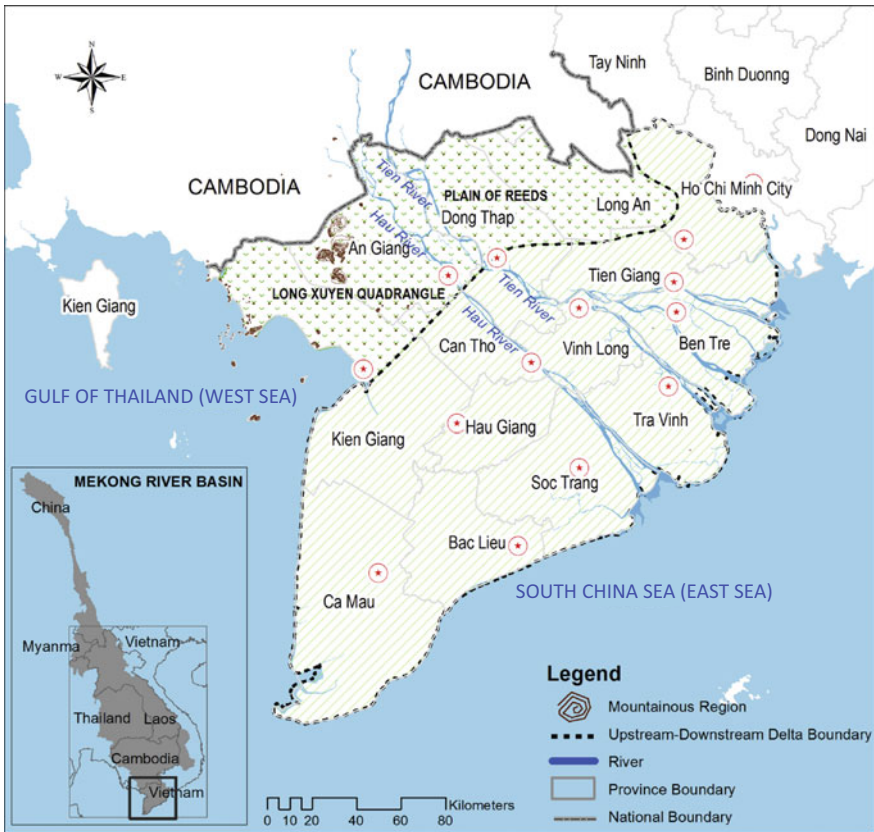 N
W
E
S
Tay Ninh
Binh Duonng
CAMBODIA
Dong Nai
CAMBODIA
Ho Chi Minh City
Tien River
PLAIN OF REEDS
Dong Thap
Long An
Hau River
An Giang
Kien Giang
LONG XUYEN QUADRANGLE
Tien River
Tien Giang
Hau River
Can Tho
Vinh Long
Ben Tre
GULF OF THAILAND (WEST SEA)
Tra Vinh
Kien Giang
Hau Giang
Soc Trang
MEKONG RIVER BASIN
China
Bac Lieu
SOUTH CHINA SEA (EAST SEA)
Ca Mau
Myanma
Vietnam
Thailand
Laos
Cambodia
Vietnam
Legend
Mountainous Region
Upstream-Downstream Delta Boundary
River
Province Boundary
National Boundary
Kilometers
0 10 20 40 60 80